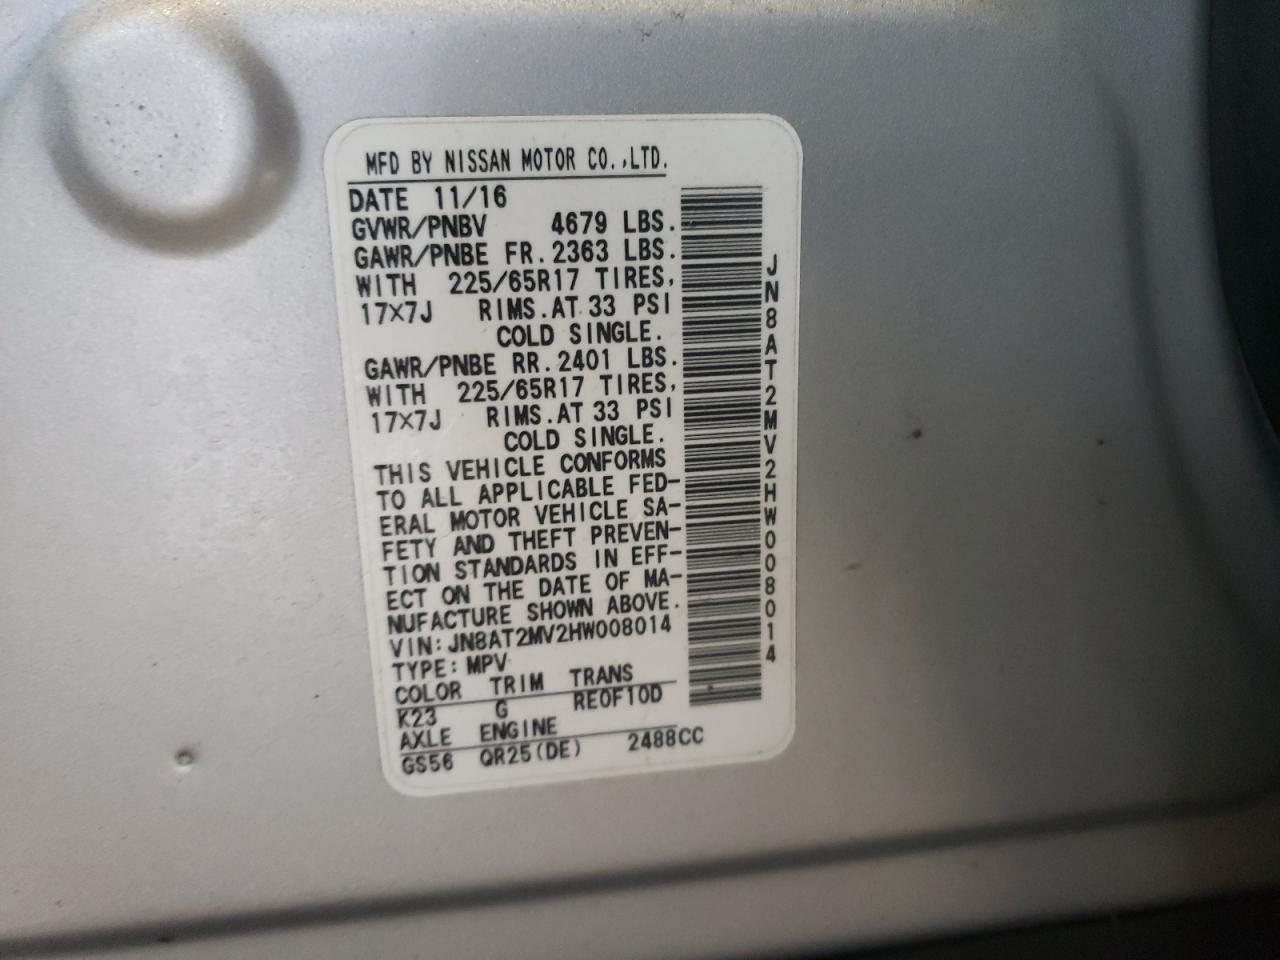 MFD BY NISSAN MOTOR CO.,LTD.
DATE 11/16
GVWR/PNBV 4679 LBS.
GAWR/PNBE FR. 2363 LBS.
WITH 225/65R17 TIRES,
17×7J RIMS. AT 33 PSI
COLD SINGLE.
GAWR/PNBE RR. 2401 LBS.
WITH 225/65R17 TIRES,
17×7J RIMS. AT 33 PSI
COLD SINGLE.
THIS VEHICLE CONFORMS
TO ALL APPLICABLE FED-
ERAL MOTOR VEHICLE SA-
FETY AND THEFT PREVEN-
TION STANDARDS IN EFF-
ECT ON THE DATE OF MA-
NUFACTURE SHOWN ABOVE.
VIN: JN8AT2MV2HW008014
TYPE: MPV
COLOR TRIM TRANS
K23 G RE0F10D
AXLE ENGINE
GS56 QR25(DE) 2488CC
JN8AT2MV2HW008014